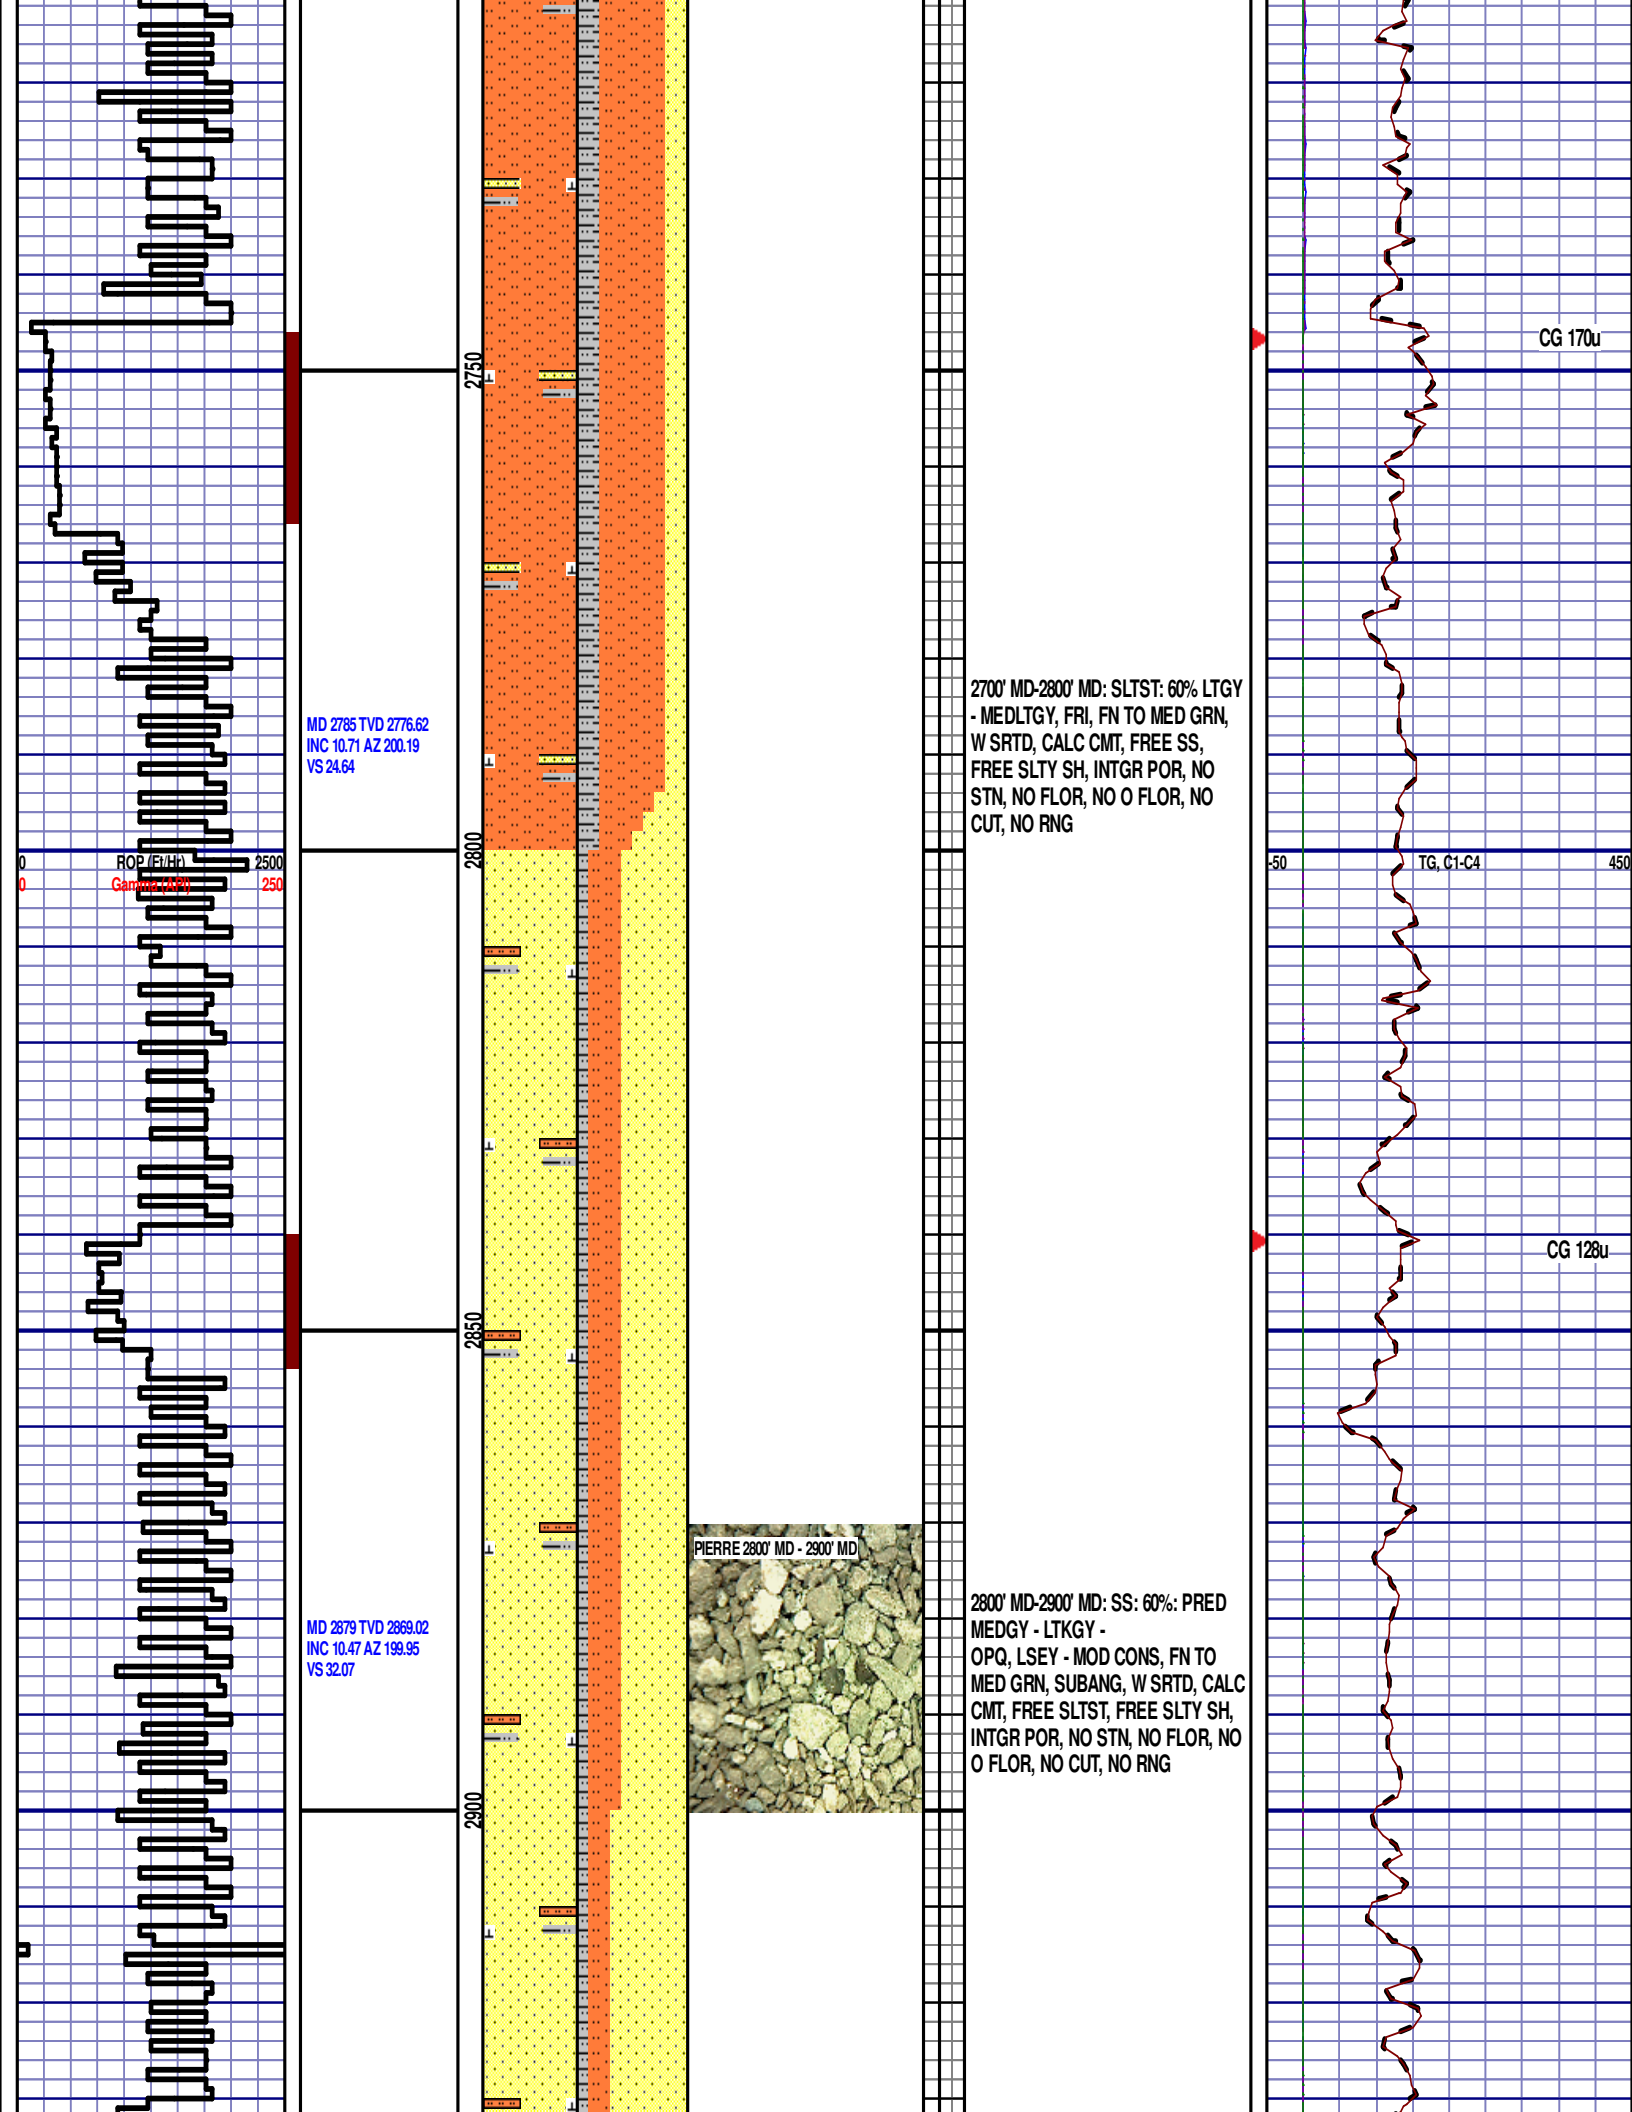 CG 170u
2750
2700' MD-2800' MD: SLTST: 60% LTGY
- MEDLTGY, FRI, FN TO MED GRN,
W SRTD, CALC CMT, FREE SS,
FREE SLTY SH, INTGR POR, NO
STN, NO FLOR, NO O FLOR, NO
CUT, NO RNG
MD 2785 TVD 2776.62
INC 10.71 AZ 200.19
VS 24.64
2800
0 ROP (Ft/Hr) 2500
0 Gamma (API) 250
-50 TG, C1-C4 450
CG 128u
2850
PIERRE 2800' MD - 2900' MD
2800' MD-2900' MD: SS: 60%: PRED
MEDGY - LTKGY -
OPQ, LSEY - MOD CONS, FN TO
MED GRN, SUBANG, W SRTD, CALC
CMT, FREE SLTST, FREE SLTY SH,
INTGR POR, NO STN, NO FLOR, NO
O FLOR, NO CUT, NO RNG
MD 2879 TVD 2869.02
INC 10.47 AZ 199.95
VS 32.07
2900